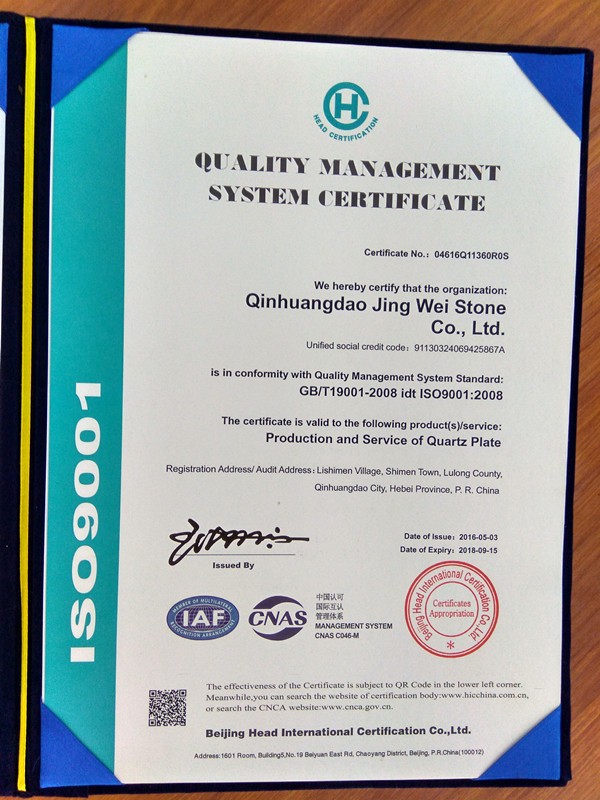 HC
HEAD CERTIFICATION
QUALITY MANAGEMENT
SYSTEM CERTIFICATE
Certificate No.: 04616Q11360R0S
We hereby certify that the organization:
Qinhuangdao Jing Wei Stone
Co., Ltd.
Unified social credit code: 91130324069425867A
is in conformity with Quality Management System Standard:
GB/T19001-2008 idt ISO9001:2008
The certificate is valid to the following product(s)/service:
Production and Service of Quartz Plate
Registration Address/ Audit Address: Lishimen Village, Shimen Town, Lulong County,
Qinhuangdao City, Hebei Province, P. R. China
ISO9001
Issued By
Date of Issue: 2016-05-03
Date of Expiry: 2018-09-15
MEMBER OF MULTILATERAL
IAF
RECOGNITION ARRANGEMENT
CNAS
中国认可
国际互认
管理体系
MANAGEMENT SYSTEM
CNAS C046-M
Beijing Head International Certification Co.,Ltd.
Certificates
Appropriation
The effectiveness of the Certificate is subject to QR Code in the lower left corner.
Meanwhile,you can search the website of certification body:www.hicchina.com.cn,
or search the CNCA website:www.cnca.gov.cn.
Beijing Head International Certification Co.,Ltd.
Address:1601 Room, Building5,No.19 Beiyuan East Rd, Chaoyang District, Beijing, P.R.China(100012)